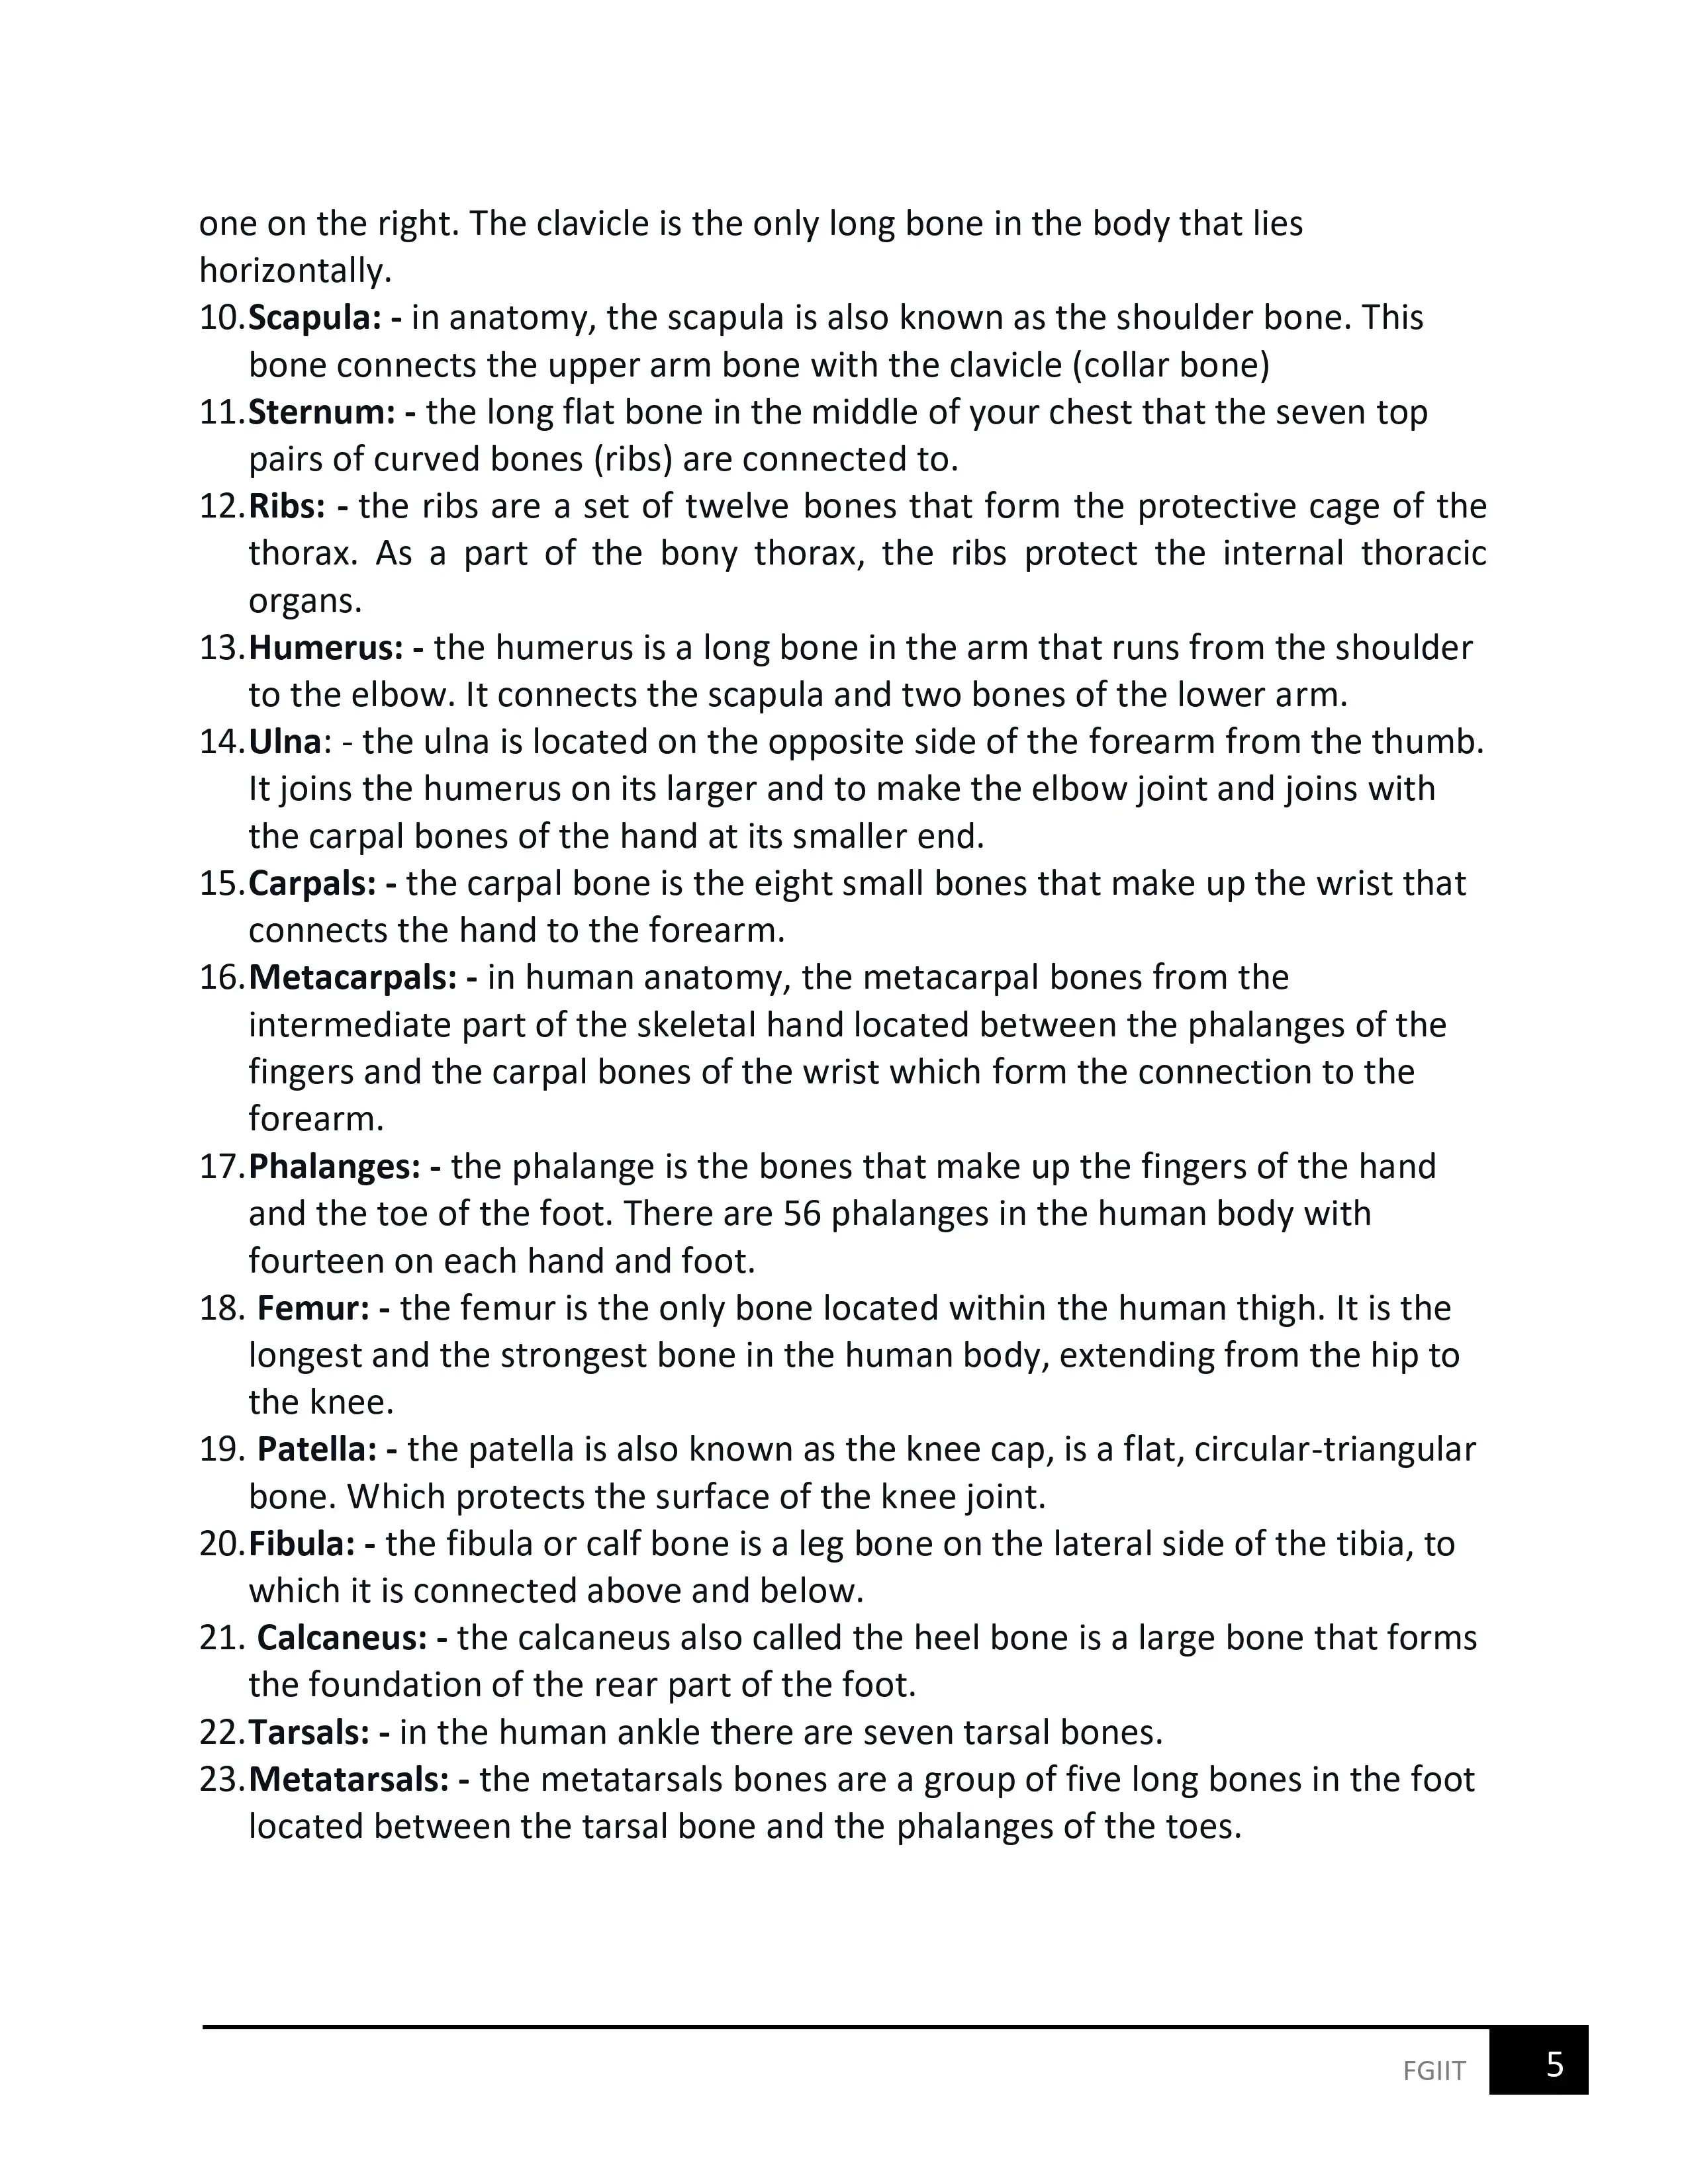 one on the right. The clavicle is the only long bone in the body that lies
horizontally.
10.Scapula: - in anatomy, the scapula is also known as the shoulder bone. This
bone connects the upper arm bone with the clavicle (collar bone)
11.Sternum: - the long flat bone in the middle of your chest that the seven top
pairs of curved bones (ribs) are connected to.
12.Ribs: - the ribs are a set of twelve bones that form the protective cage of the
thorax. As a part of the bony thorax, the ribs protect the internal thoracic
organs.
13.Humerus: - the humerus is a long bone in the arm that runs from the shoulder
to the elbow. It connects the scapula and two bones of the lower arm.
14.Ulna: - the ulna is located on the opposite side of the forearm from the thumb.
It joins the humerus on its larger and to make the elbow joint and joins with
the carpal bones of the hand at its smaller end.
15.Carpals: - the carpal bone is the eight small bones that make up the wrist that
connects the hand to the forearm.
16.Metacarpals: - in human anatomy, the metacarpal bones from the
intermediate part of the skeletal hand located between the phalanges of the
fingers and the carpal bones of the wrist which form the connection to the
forearm.
17.Phalanges: - the phalange is the bones that make up the fingers of the hand
and the toe of the foot. There are 56 phalanges in the human body with
fourteen on each hand and foot.
18. Femur: - the femur is the only bone located within the human thigh. It is the
longest and the strongest bone in the human body, extending from the hip to
the knee.
19. Patella: - the patella is also known as the knee cap, is a flat, circular-triangular
bone. Which protects the surface of the knee joint.
20.Fibula: - the fibula or calf bone is a leg bone on the lateral side of the tibia, to
which it is connected above and below.
21. Calcaneus: - the calcaneus also called the heel bone is a large bone that forms
the foundation of the rear part of the foot.
22.Tarsals: - in the human ankle there are seven tarsal bones.
23.Metatarsals: - the metatarsals bones are a group of five long bones in the foot
located between the tarsal bone and the phalanges of the toes.
FGIIT 5